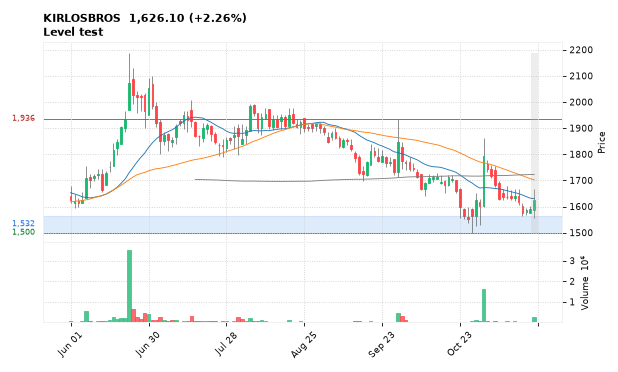 KIRLOSBROS 1,626.10 (+2.26%)
Level test
2200
2100
2000
1,936
1900
1800
1700
1600
1,532
1,500
1500
Price
3
2
1
Volume 10⁶
Jun 01
Jun 30
Jul 28
Aug 25
Sep 23
Oct 23